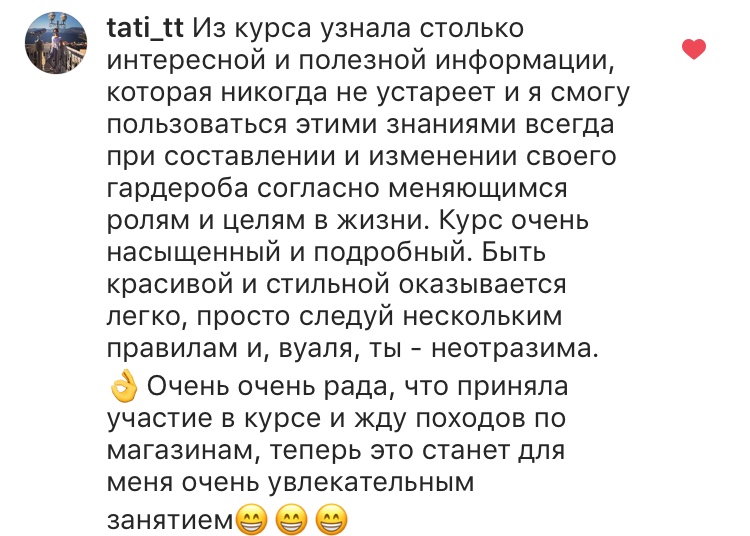 tati_tt Из курса узнала столько
интересной и полезной информации,
которая никогда не устареет и я смогу
пользоваться этими знаниями всегда
при составлении и изменении своего
гардероба согласно меняющимся
ролям и целям в жизни. Курс очень
насыщенный и подробный. Быть
красивой и стильной оказывается
легко, просто следуй нескольким
правилам и, вуаля, ты - неотразима.
👌 Очень очень рада, что приняла
участие в курсе и жду походов по
магазинам, теперь это станет для
меня очень увлекательным
занятием😁😁😁